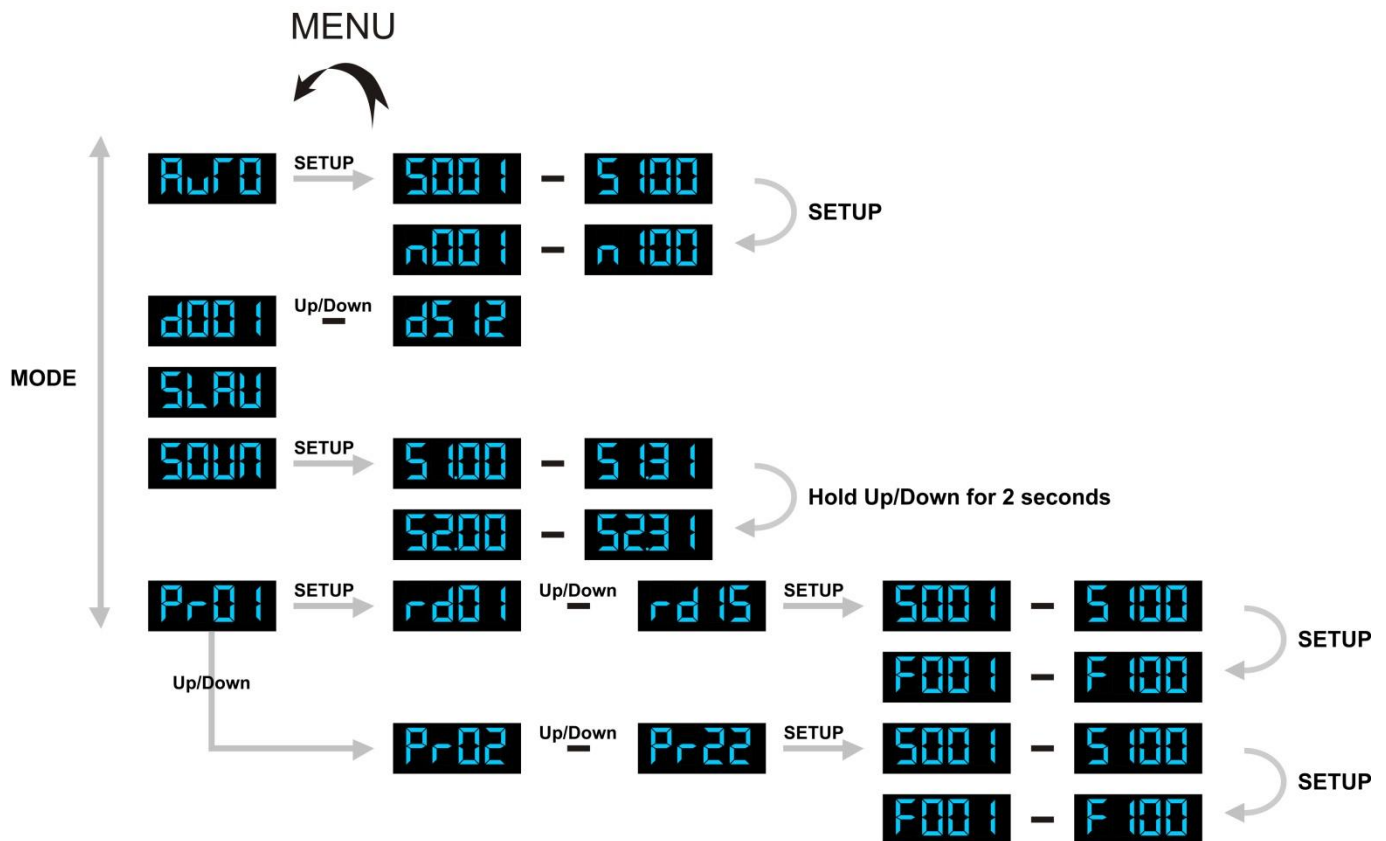 MENU
AuTO SETUP S001 - S100
SETUP
n001 - n100
d001 Up/Down - d512
MODE
SLAU
SOUN SETUP S1.00 - S1.31
Hold Up/Down for 2 seconds
S2.00 - S2.31
Pr01 SETUP rd01 Up/Down - rd15 SETUP S001 - S100
SETUP
F001 - F100
Up/Down
Pr02 Up/Down - Pr22 SETUP S001 - S100
SETUP
F001 - F100